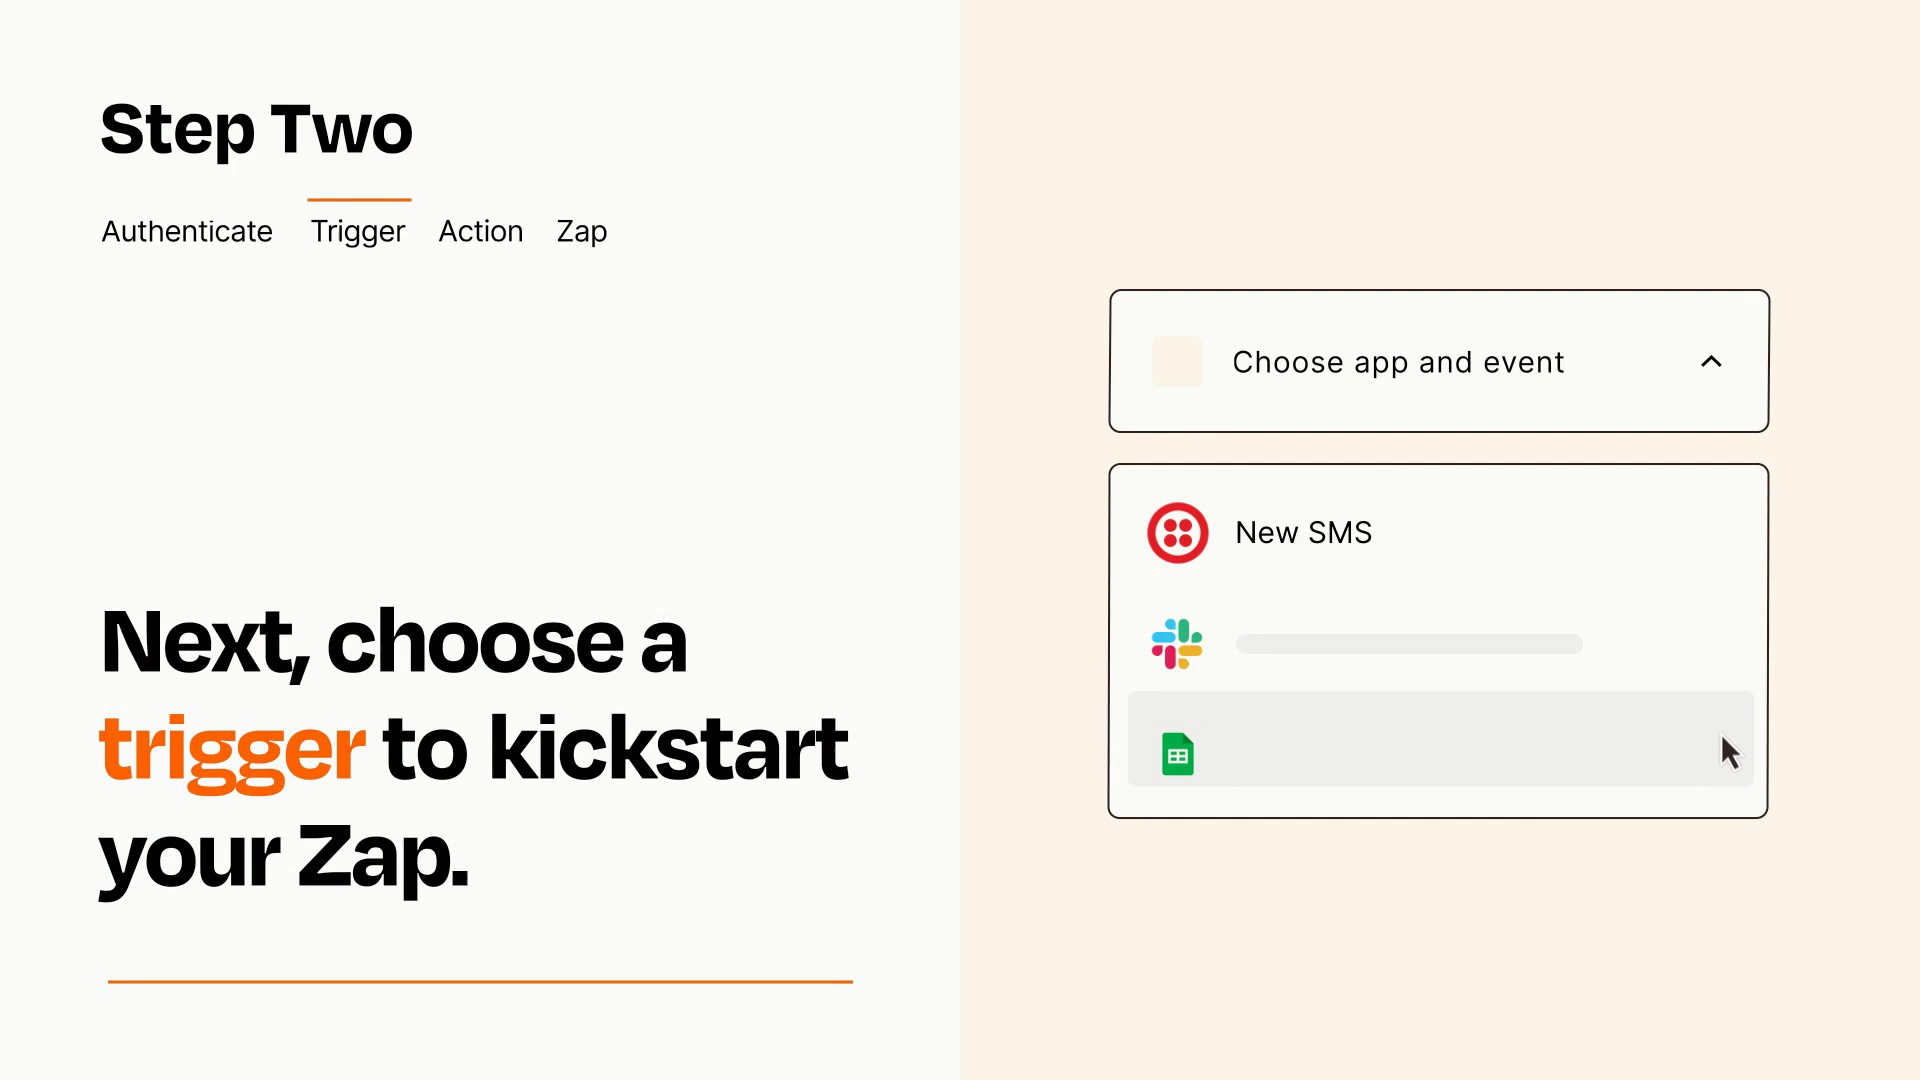 Step Two
Authenticate Trigger Action Zap
Next, choose a
trigger to kickstart
your Zap.
Choose app and event
New SMS